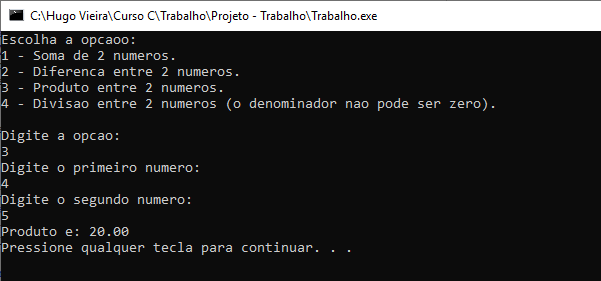 C:\Hugo Vieira\Curso C\Trabalho\Projeto - Trabalho\Trabalho.exe
Escolha a opcaoo:
1 - Soma de 2 numeros.
2 - Diferenca entre 2 numeros.
3 - Produto entre 2 numeros.
4 - Divisao entre 2 numeros (o denominador nao pode ser zero).
Digite a opcao:
3
Digite o primeiro numero:
4
Digite o segundo numero:
5
Produto e: 20.00
Pressione qualquer tecla para continuar. . .